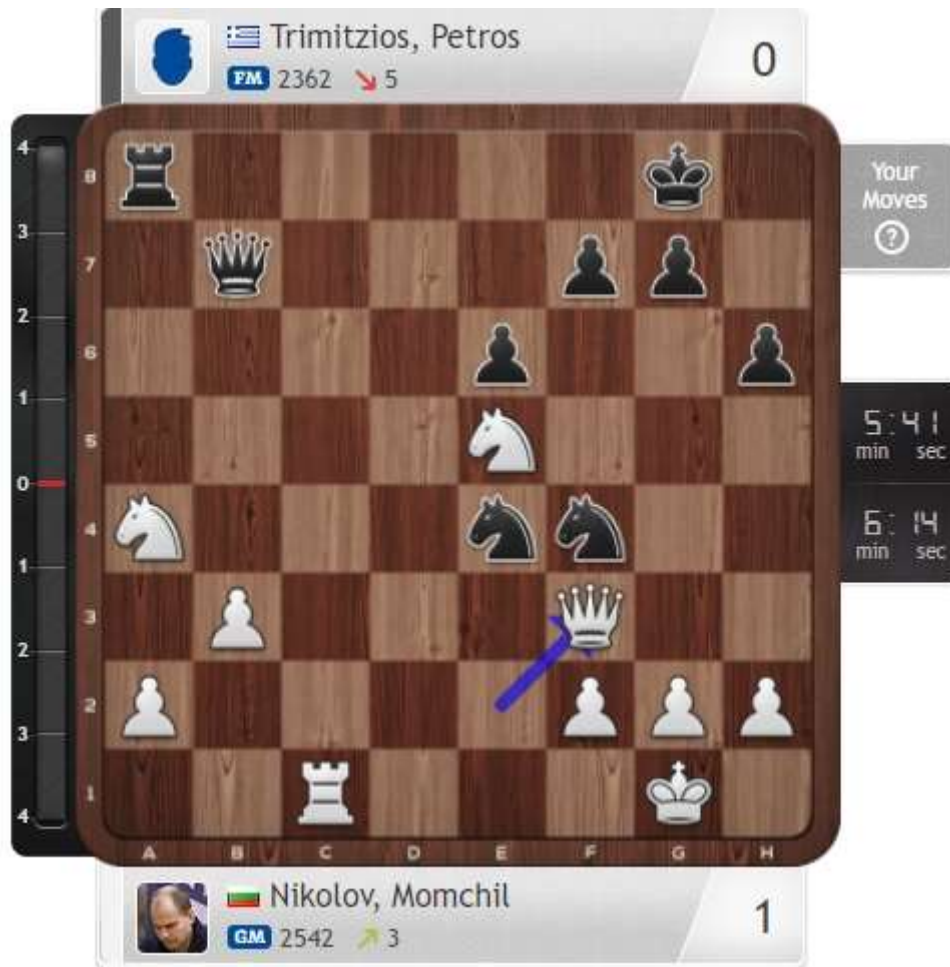 Trimitzios, Petros
FM 2362 5
0
4
3
2
1
0
1
2
3
4
8
7
6
5
4
3
2
1
Your
Moves
?
5:41
min sec
6:14
min sec
A B C D E F G H
Nikolov, Momchil
GM 2542 3
1